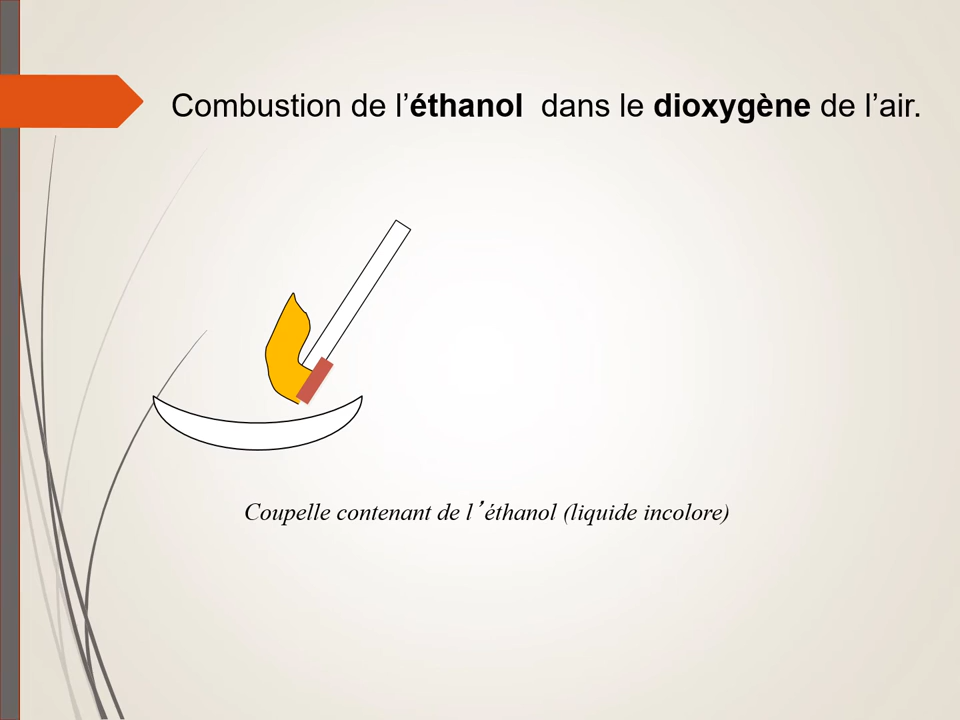 Combustion de l’éthanol dans le dioxygène de l’air.
Coupelle contenant de l’éthanol (liquide incolore)